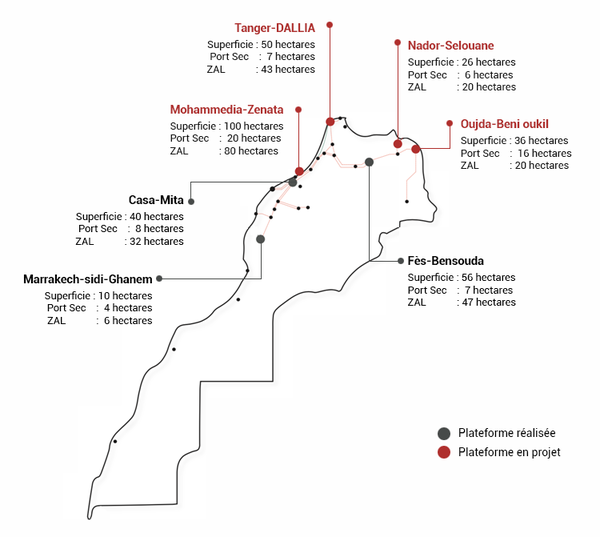 Tanger-DALLIA
Superficie : 50 hectares
Port Sec : 7 hectares
ZAL : 43 hectares
Nador-Selouane
Superficie : 26 hectares
Port Sec : 6 hectares
ZAL : 20 hectares
Mohammedia-Zenata
Superficie : 100 hectares
Port Sec : 20 hectares
ZAL : 80 hectares
Oujda-Beni oukil
Superficie : 36 hectares
Port Sec : 16 hectares
ZAL : 20 hectares
Casa-Mita
Superficie : 40 hectares
Port Sec : 8 hectares
ZAL : 32 hectares
Fès-Bensouda
Superficie : 56 hectares
Port Sec : 7 hectares
ZAL : 47 hectares
Marrakech-sidi-Ghanem
Superficie : 10 hectares
Port Sec : 4 hectares
ZAL : 6 hectares
Plateforme réalisée
Plateforme en projet